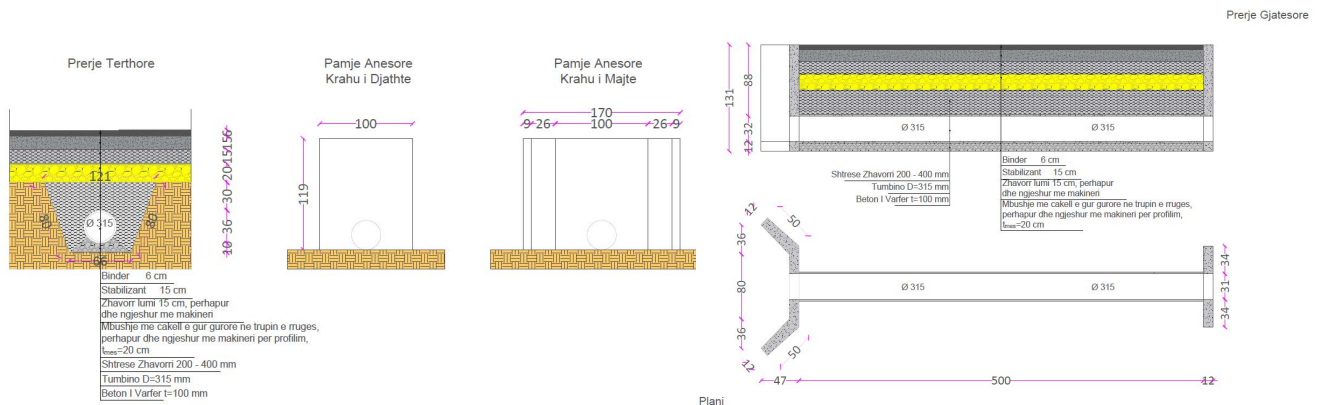 Prerje Gjatesore
Prerje Terthore
Pamje Anesore
Krahu i Djathte
Pamje Anesore
Krahu i Majte
121
80
80
Ø 315
66
6
15
15
20
30
36
10
Binder 6 cm
Stabilizant 15 cm
Zhavorr lumi 15 cm, perhapur
dhe ngjeshur me makineri
Mbushje me cakell e gur gurore ne trupin e rruges,
perhapur dhe ngjeshur me makineri per profilim,
tmes=20 cm
Shtrese Zhavorri 200 - 400 mm
Tumbino D=315 mm
Beton I Varfer t=100 mm
100
119
170
9 26 100 26 9
131
88
32
12
Ø 315 Ø 315
Shtrese Zhavorri 200 - 400 mm
Tumbino D=315 mm
Beton I Varfer t=100 mm
Binder 6 cm
Stabilizant 15 cm
Zhavorr lumi 15 cm, perhapur
dhe ngjeshur me makineri
Mbushje me cakell e gur gurore ne trupin e rruges,
perhapur dhe ngjeshur me makineri per profilim,
tmes=20 cm
12
50
36
80
36
12
50
Ø 315 Ø 315
34
31
34
47 500 12
Plani